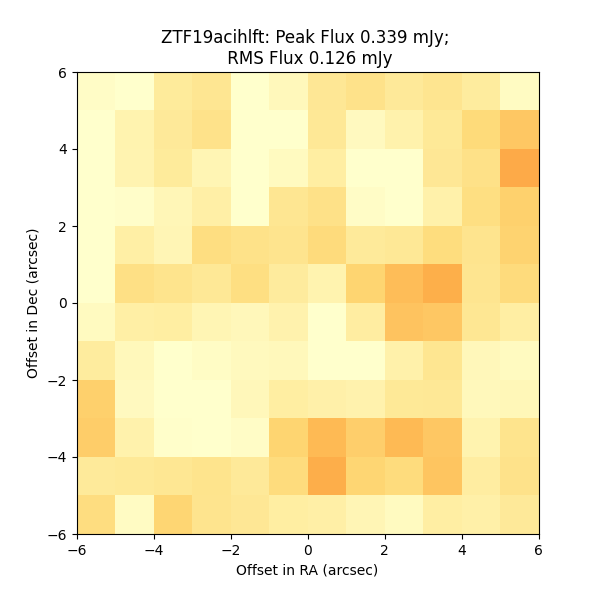 ZTF19acihlft: Peak Flux 0.339 mJy;
RMS Flux 0.126 mJy
6
4
2
0
−2
−4
−6
Offset in Dec (arcsec)
−6 −4 −2 0 2 4 6
Offset in RA (arcsec)